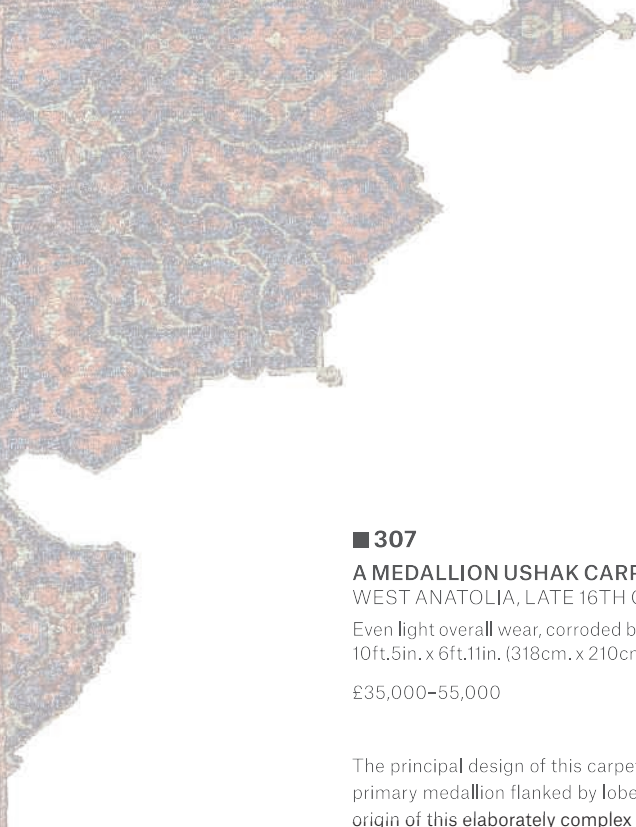 ■ 307
A MEDALLION USHAK
WEST ANATOLIA, LATE 16TH
Even light overall wear, corroded
10ft.5in. x 6ft.11in. (318cm. x 210cm
£35,000–55,000
The principal design of this
primary medallion flanked by
origin of this elaborately complex